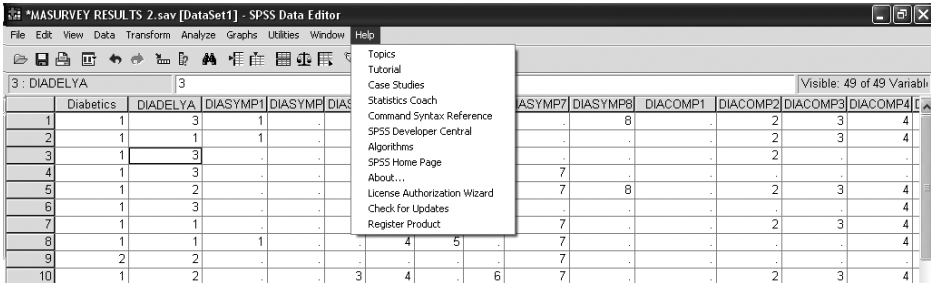 *MASURVEY RESULTS 2.sav [DataSet1] - SPSS Data Editor
File Edit View Data Transform Analyze Graphs Utilities Window Help
3 : DIADELYA 3 Visible: 49 of 49 Variabl
Topics
Tutorial
Case Studies
Statistics Coach
Command Syntax Reference
SPSS Developer Central
Algorithms
SPSS Home Page
About...
License Authorization Wizard
Check for Updates
Register Product
Diabetics DIADELYA DIASYMP1 DIASYMP DIAS ASYMP7 DIASYMP8 DIACOMP1 DIACOMP2 DIACOMP3 DIACOMP4 D
1 1 3 1 . . 8 . 2 3 4
2 1 1 1 . . . . 2 3 4
3 1 3 . . . . . 2 . .
4 1 3 . . 7 . . . . .
5 1 2 . . 7 8 . 2 3 4
6 1 3 . . . . . . . 4
7 1 1 . . 7 . . 2 3 4
8 1 1 1 . . 4 5 . 7 . . . . 4
9 2 2 . . . . . . 7 . . . . .
10 1 2 . . 3 4 . 6 7 . . 2 3 4